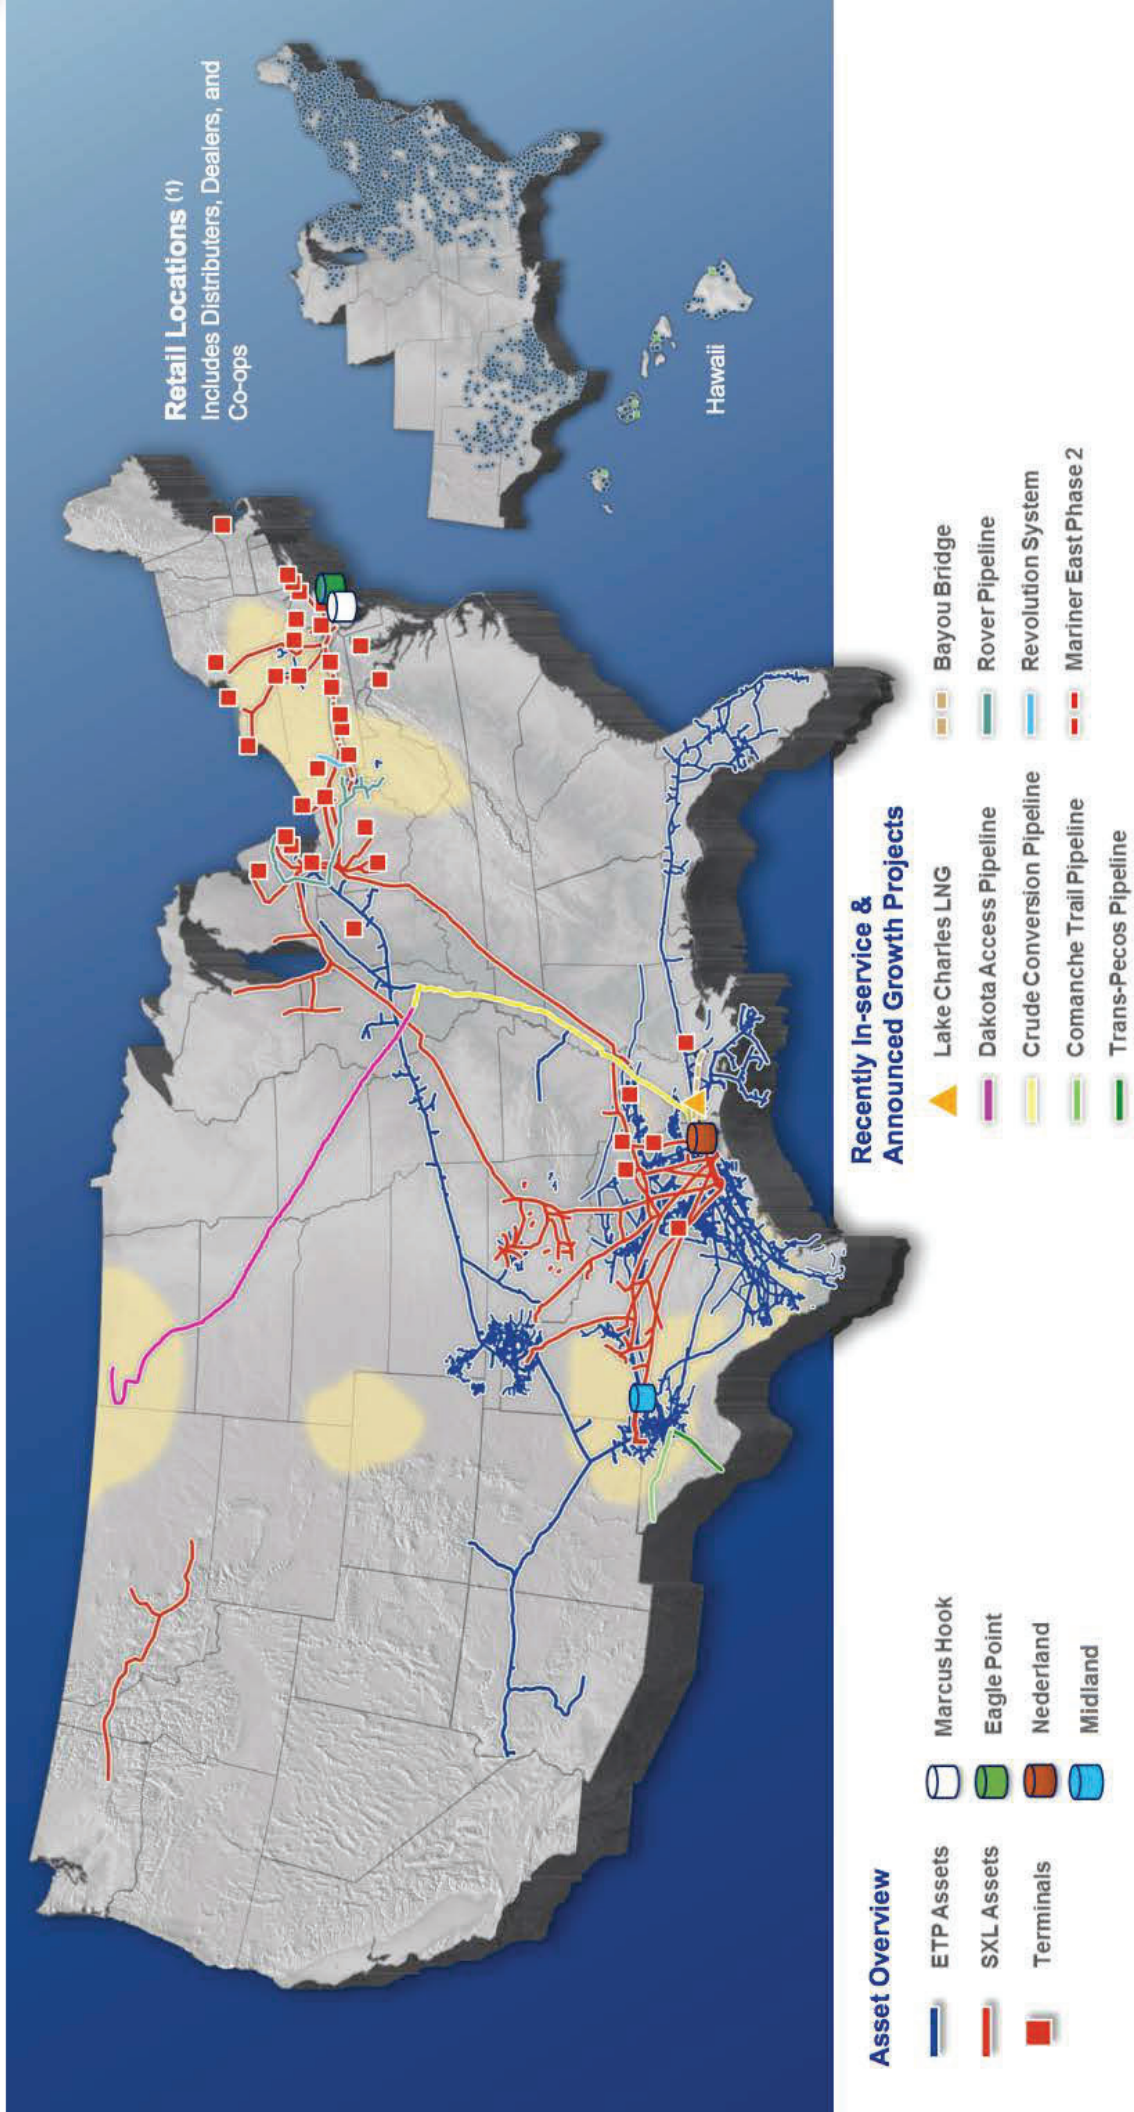 Retail Locations (1)
Includes Distributers, Dealers, and
Co-ops
Hawaii
Asset Overview
ETP Assets
SXL Assets
Terminals
Marcus Hook
Eagle Point
Nederland
Midland
Recently In-service &
Announced Growth Projects
Lake Charles LNG
Dakota Access Pipeline
Crude Conversion Pipeline
Comanche Trail Pipeline
Trans-Pecos Pipeline
Bayou Bridge
Rover Pipeline
Revolution System
Mariner East Phase 2